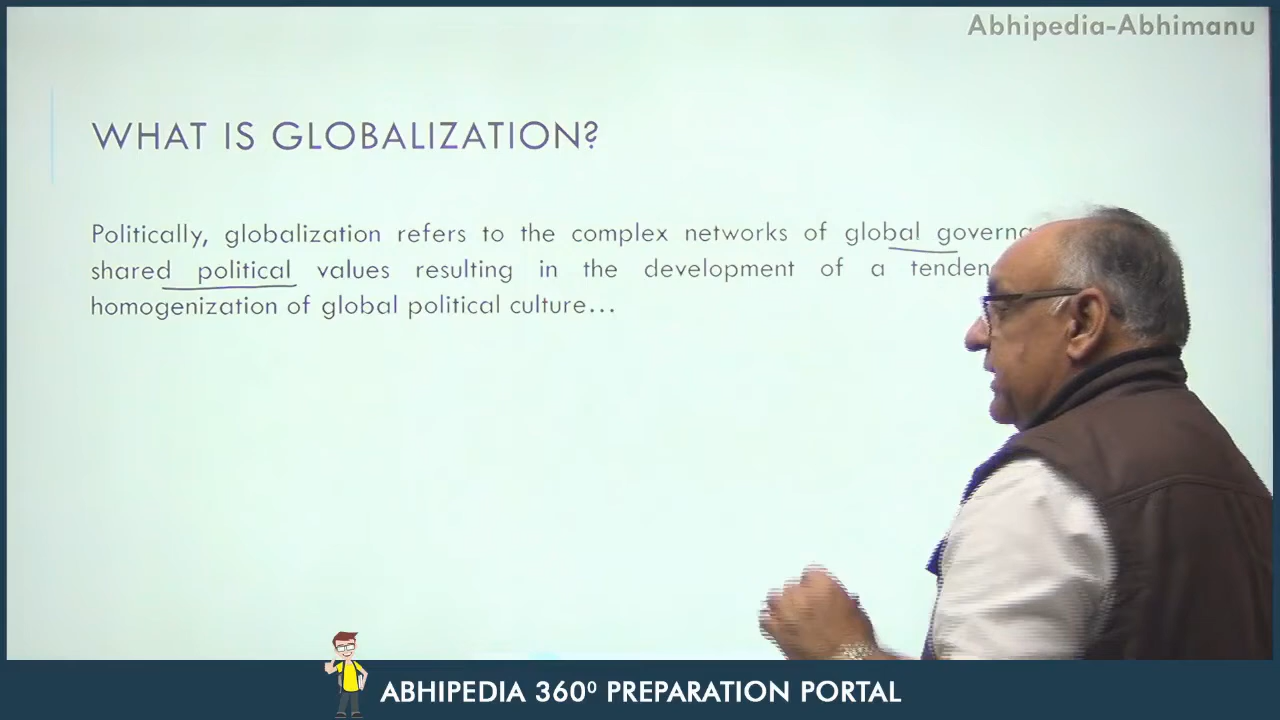 Abhipedia-Abhimanu
WHAT IS GLOBALIZATION?
Politically, globalization refers to the complex networks of global
shared political values resulting in the development of a
homogenization of global political culture...
ABHIPEDIA 360⁰ PREPARATION PORTAL